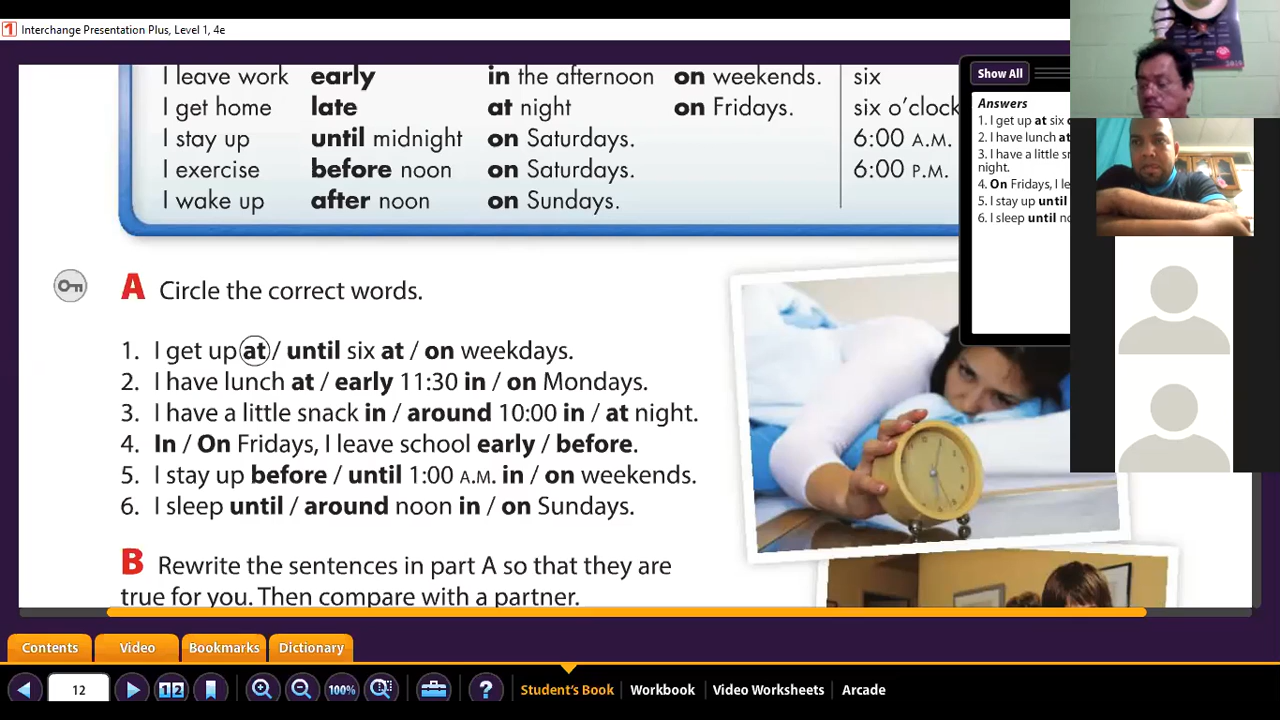 Interchange Presentation Plus, Level 1, 4e
I leave work early in the afternoon on weekends. six
I get home late at night on Fridays. six o'clock
I stay up until midnight on Saturdays. 6:00 A.M.
I exercise before noon on Saturdays. 6:00 P.M.
I wake up after noon on Sundays.
Show All
Answers
1. I get up at six
2. I have lunch at
3. I have a little
night.
4. On Fridays, I
5. I stay up until
6. I sleep until
A Circle the correct words.
1. I get up at / until six at / on weekdays.
2. I have lunch at / early 11:30 in / on Mondays.
3. I have a little snack in / around 10:00 in / at night.
4. In / On Fridays, I leave school early / before.
5. I stay up before / until 1:00 A.M. in / on weekends.
6. I sleep until / around noon in / on Sundays.
B Rewrite the sentences in part A so that they are
true for you. Then compare with a partner.
Contents Video Bookmarks Dictionary
12 12 100% ? Student's Book Workbook Video Worksheets Arcade